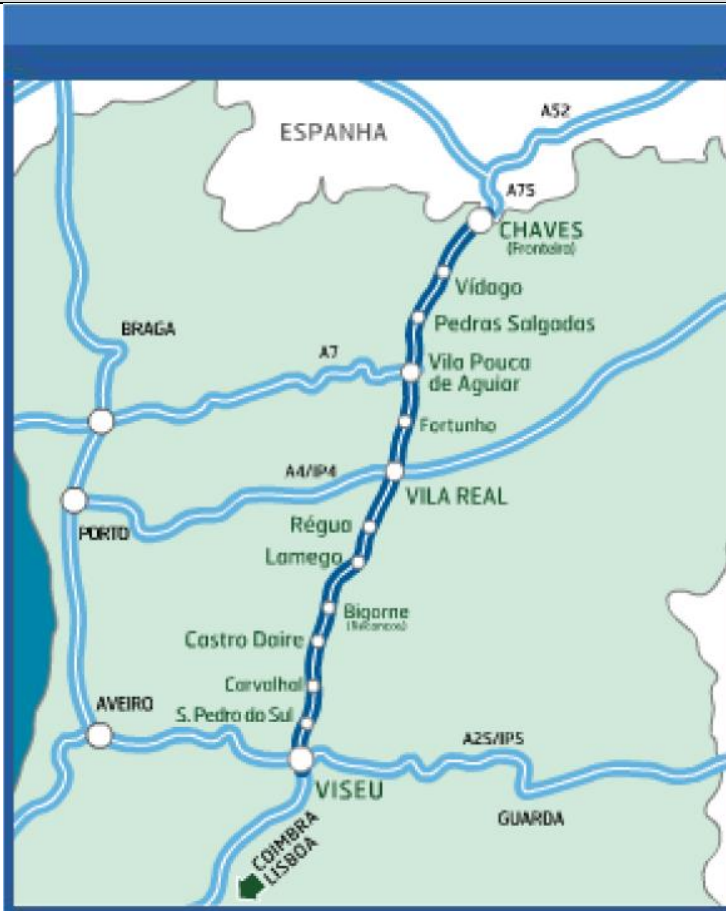 A52
ESPANHA
A75
CHAVES
(Fronteira)
Vídago
Pedras Salgadas
BRAGA
A7
Vila Pouca
de Aguiar
Fortunho
A4/IP4
VILA REAL
PORTO
Régua
Lamego
Bigorne
Castro Daire
Carvalhal
AVEIRO
S. Pedro do Sul
A25/IP5
VISEU
GUARDA
COIMBRA
LISBOA